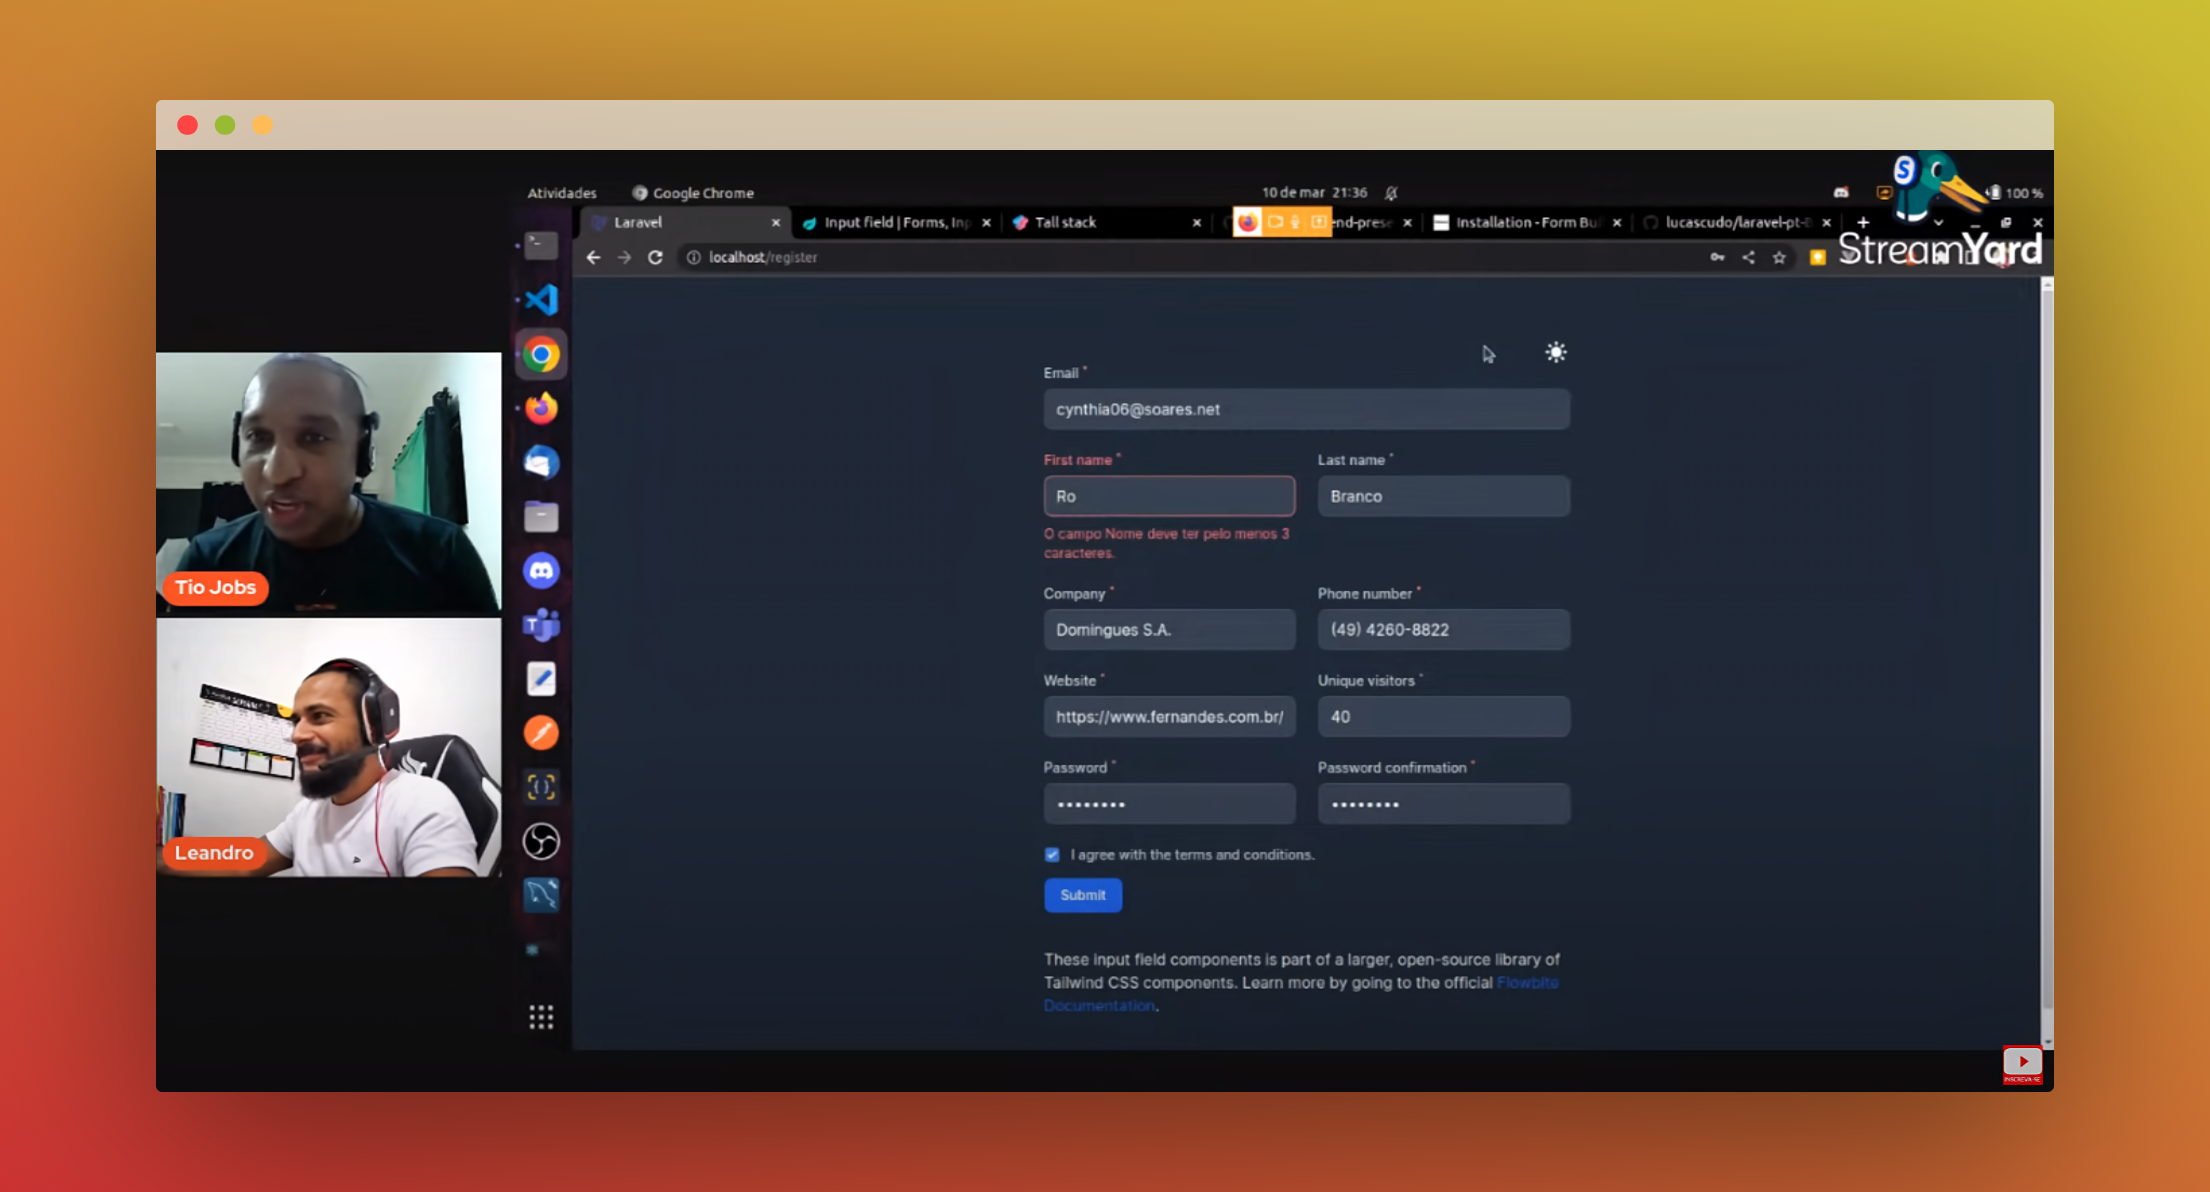 Atividades
Google Chrome
10 de mar 21:36
100 %
Laravel
Input field | Forms, Inp
Tall stack
end-prese
Installation - Form Bui
lucascudo/laravel-pt-B
localhost/register
StreamYard
Email *
cynthia06@soares.net
First name *
Last name *
Ro
Branco
O campo Nome deve ter pelo menos 3
caracteres.
Company *
Phone number *
Domingues S.A.
(49) 4260-8822
Website *
Unique visitors *
https://www.fernandes.com.br/
40
Password *
Password confirmation *
I agree with the terms and conditions.
Submit
These input field components is part of a larger, open-source library of
Tailwind CSS components. Learn more by going to the official Flowbite
Documentation.
Tio Jobs
Leandro
INSCREVA-SE